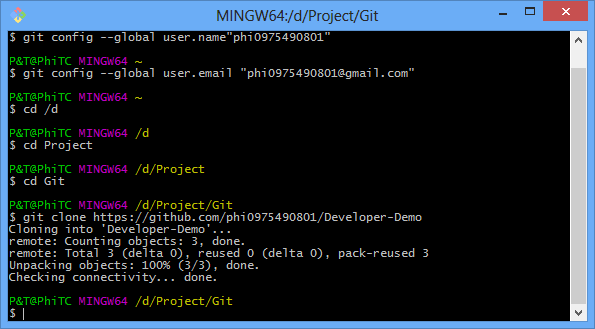 MINGW64:/d/Project/Git
$ git config --global user.name"phi0975490801"
P&T@PhiTC MINGW64 ~
$ git config --global user.email "phi0975490801@gmail.com"
P&T@PhiTC MINGW64 ~
$ cd /d
P&T@PhiTC MINGW64 /d
$ cd Project
P&T@PhiTC MINGW64 /d/Project
$ cd Git
P&T@PhiTC MINGW64 /d/Project/Git
$ git clone https://github.com/phi0975490801/Developer-Demo
Cloning into 'Developer-Demo'...
remote: Counting objects: 3, done.
remote: Total 3 (delta 0), reused 0 (delta 0), pack-reused 3
Unpacking objects: 100% (3/3), done.
Checking connectivity... done.
P&T@PhiTC MINGW64 /d/Project/Git
$